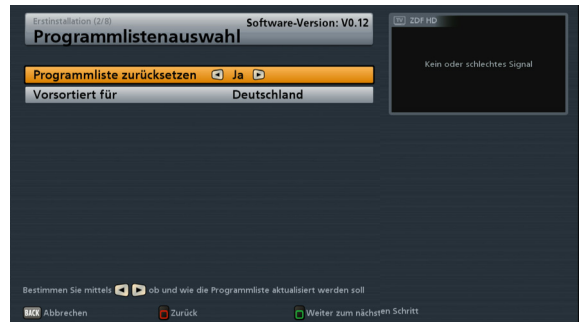 Erstinstallation (2/8) Software-Version: V0.12
Programmlistenauswahl
TV ZDF HD
Kein oder schlechtes Signal
Programmliste zurücksetzen Ja
Vorsortiert für Deutschland
Bestimmen Sie mittels ob und wie die Programmliste aktualisiert werden soll
BACK Abbrechen Zurück Weiter zum nächsten Schritt